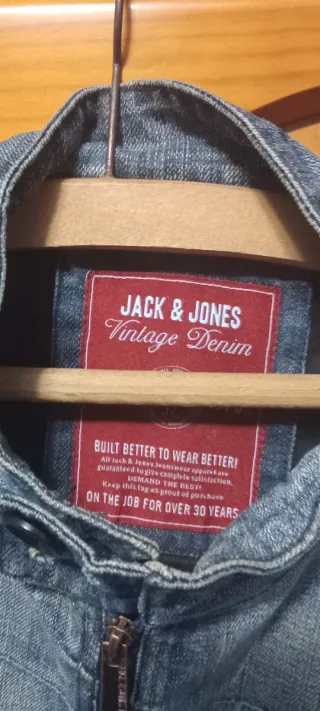 JACK & JONES
Vintage Denim
BUILT BETTER TO WEAR BETTER!
All Jack & Jones Jeanswear apparel are
guaranteed to give complete satisfaction.
DEMAND THE BEST!
Keep this tag as proof of purchase
ON THE JOB FOR OVER 30 YEARS